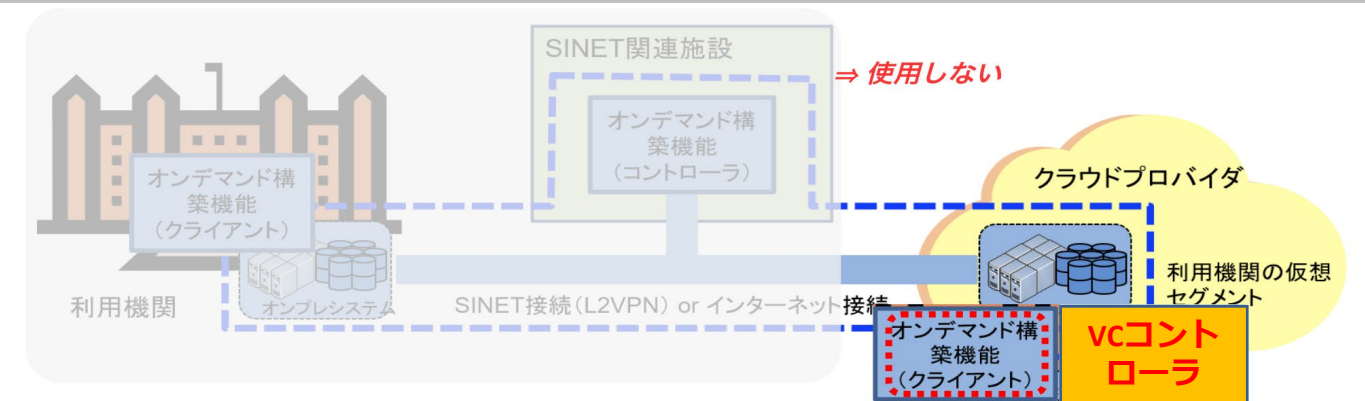 SINET関連施設
⇒ 使用しない
オンデマンド構
築機能
(コントローラ)
クラウドプロバイダ
オンデマンド構
築機能
(クライアント)
利用機関の仮想
セグメント
利用機関
オンプレシステム
SINET接続(L2VPN) or インターネット接続
オンデマンド構
築機能
(クライアント)
VCコント
ローラ